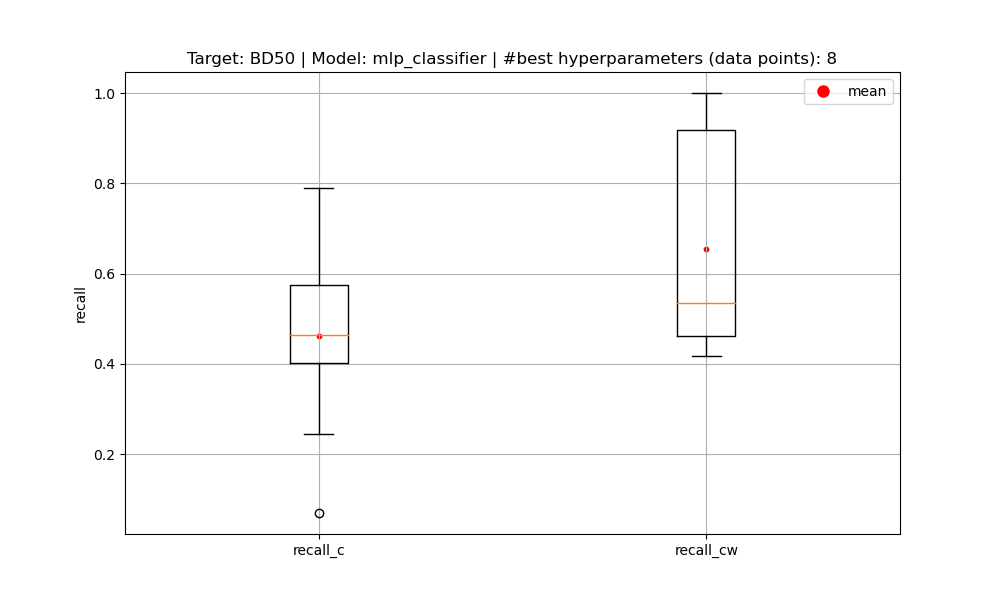 Target: BD50 | Model: mlp_classifier | #best hyperparameters (data points): 8
mean
1.0
0.8
0.6
0.4
0.2
recall
recall_c
recall_cw